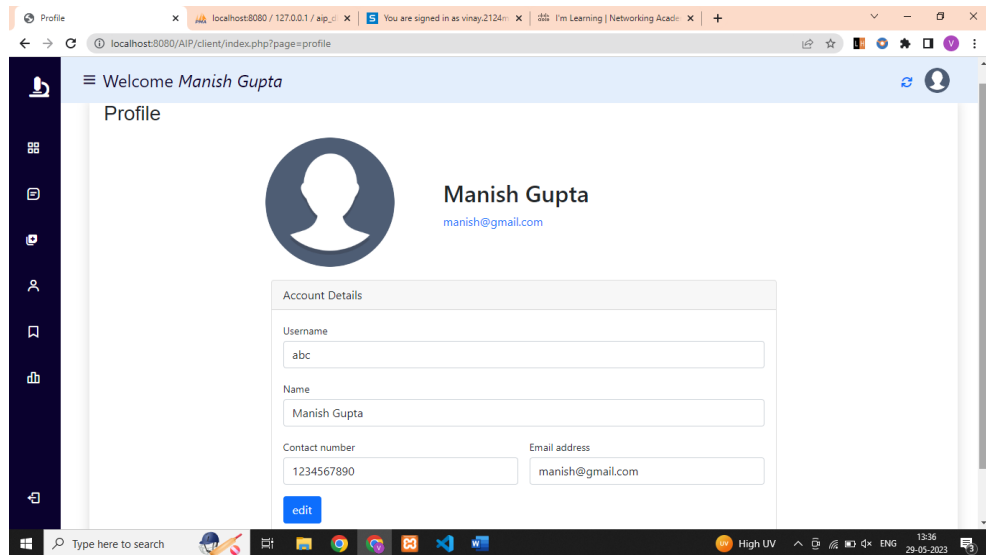 Profile
localhost:8080 / 127.0.0.1 / aip_d
S You are signed in as vinay.2124m
I'm Learning | Networking Acade
localhost:8080/AIP/client/index.php?page=profile
V
Welcome Manish Gupta
Profile
Manish Gupta
manish@gmail.com
Account Details
Username
abc
Name
Manish Gupta
Contact number
Email address
1234567890
manish@gmail.com
edit
Type here to search
UV High UV
ENG
13:36
29-05-2023
3